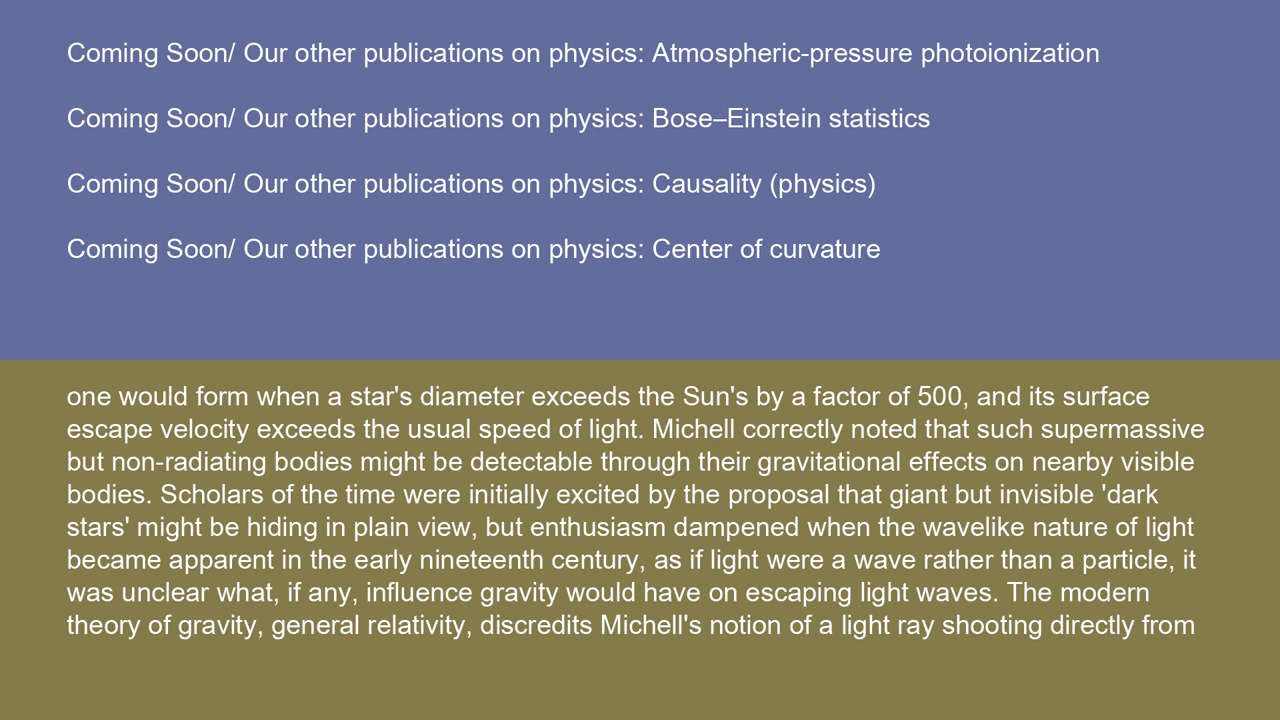 Coming Soon/ Our other publications on physics: Atmospheric-pressure photoionization
Coming Soon/ Our other publications on physics: Bose–Einstein statistics
Coming Soon/ Our other publications on physics: Causality (physics)
Coming Soon/ Our other publications on physics: Center of curvature
one would form when a star's diameter exceeds the Sun's by a factor of 500, and its surface
escape velocity exceeds the usual speed of light. Michell correctly noted that such supermassive
but non-radiating bodies might be detectable through their gravitational effects on nearby visible
bodies. Scholars of the time were initially excited by the proposal that giant but invisible 'dark
stars' might be hiding in plain view, but enthusiasm dampened when the wavelike nature of light
became apparent in the early nineteenth century, as if light were a wave rather than a particle, it
was unclear what, if any, influence gravity would have on escaping light waves. The modern
theory of gravity, general relativity, discredits Michell's notion of a light ray shooting directly from